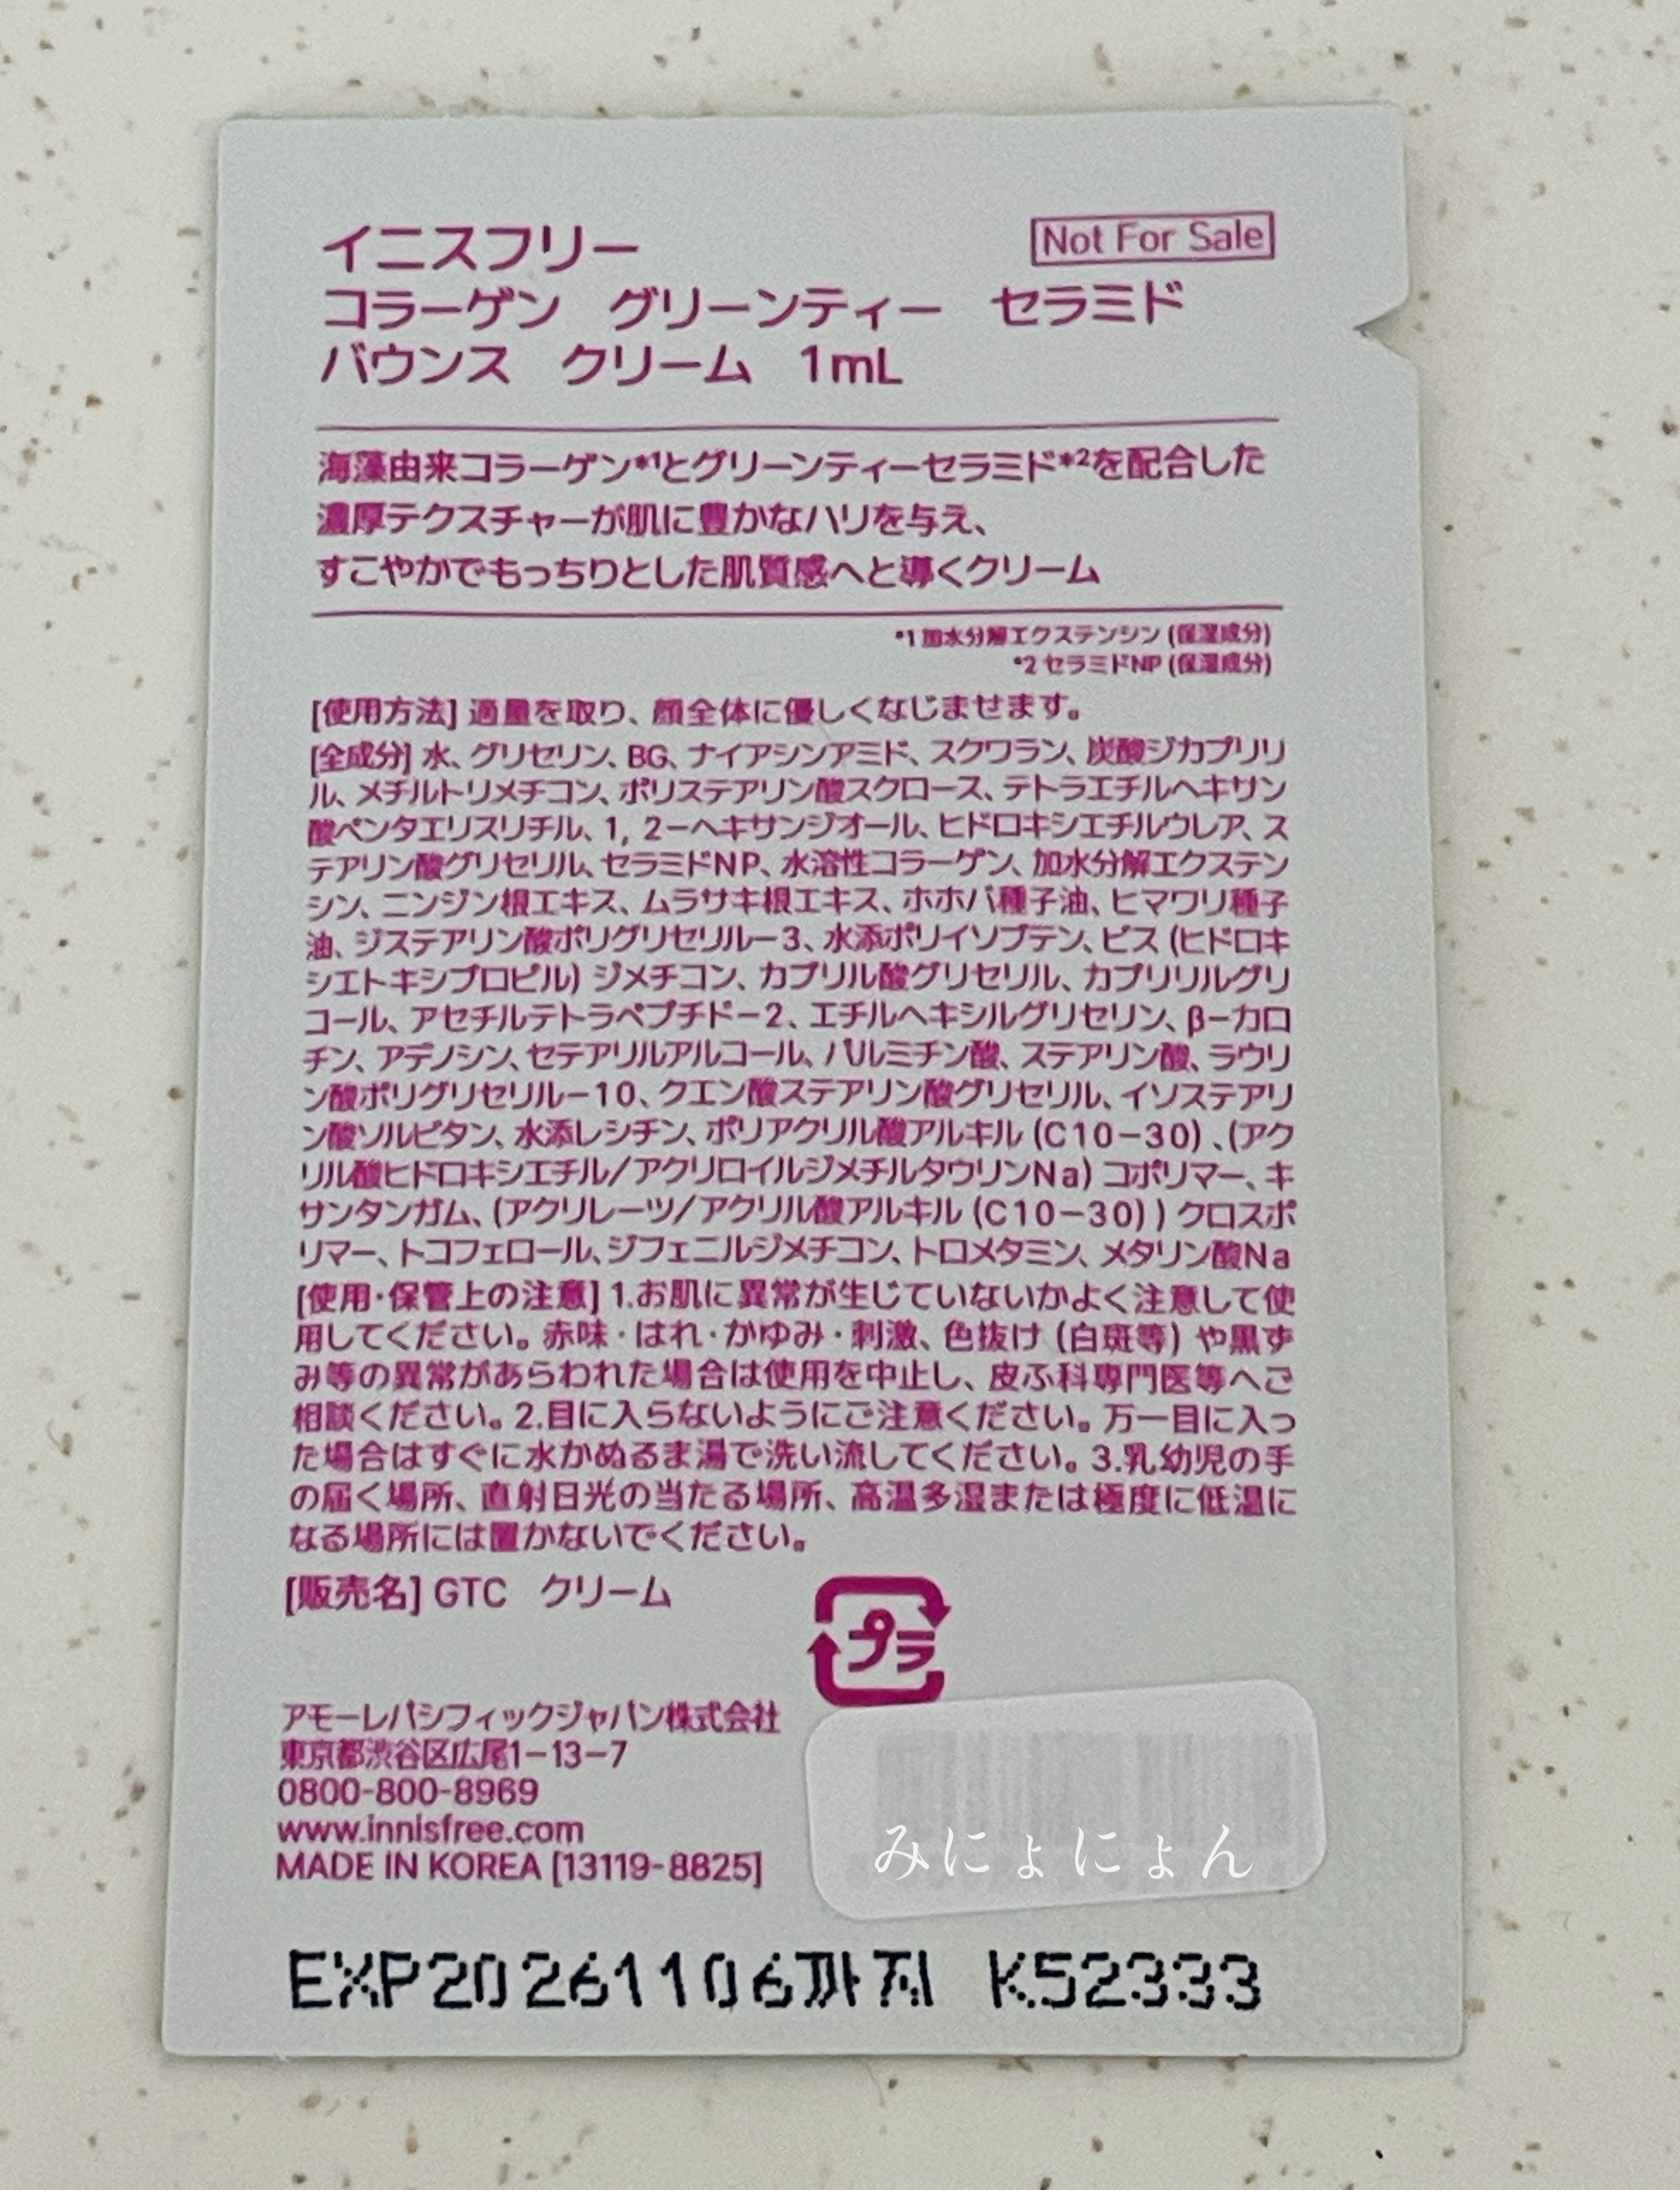 イニスフリー
Not For Sale
コラーゲン グリーンティー セラミド
バウンス クリーム 1mL
海藻由来コラーゲン*1とグリーンティーセラミド*2を配合した
濃厚テクスチャーが肌に豊かなハリを与え、
すこやかでもっちりとした肌質感へと導くクリーム
*1 加水分解エクステンシン (保湿成分)
*2 セラミドNP (保湿成分)
[使用方法] 適量を取り、顔全体に優しくなじませます。
[全成分] 水、グリセリン、BG、ナイアシンアミド、スクワラン、炭酸ジカプリリ
ル、メチルトリメチコン、ポリステアリン酸スクロース、テトラエチルヘキサン
酸ペンタエリスリチル、1, 2－ヘキサンジオール、ヒドロキシエチルウレア、ス
テアリン酸グリセリル、セラミドNP、水溶性コラーゲン、加水分解エクステン
シン、ニンジン根エキス、ムラサキ根エキス、ホホバ種子油、ヒマワリ種子
油、ジステアリン酸ポリグリセリル－3、水添ポリイソブテン、ビス (ヒドロキ
シエトキシプロピル) ジメチコン、カプリル酸グリセリル、カプリリルグリ
コール、アセチルテトラペプチド－2、エチルヘキシルグリセリン、β－カロ
チン、アデノシン、セテアリルアルコール、パルミチン酸、ステアリン酸、ラウリ
ン酸ポリグリセリル－10、クエン酸ステアリン酸グリセリル、イソステアリ
ン酸ソルビタン、水添レシチン、ポリアクリル酸アルキル (C10－30) 、(アク
リル酸ヒドロキシエチル/アクリロイルジメチルタウリンNa) コポリマー、キ
サンタンガム、(アクリレーツ/アクリル酸アルキル (C10－30) ) クロスポ
リマー、トコフェロール、ジフェニルジメチコン、トロメタミン、メタリン酸Na
[使用・保管上の注意] 1.お肌に異常が生じていないかよく注意して使
用してください。赤味・はれ・かゆみ・刺激、色抜け (白斑等) や黒ず
み等の異常があらわれた場合は使用を中止し、皮ふ科専門医等へご
相談ください。2.目に入らないようにご注意ください。万一目に入っ
た場合はすぐに水かぬるま湯で洗い流してください。3.乳幼児の手
の届く場所、直射日光の当たる場所、高温多湿または極度に低温に
なる場所には置かないでください。
[販売名] GTC クリーム
プラ
アモーレパシフィックジャパン株式会社
東京都渋谷区広尾1－13－7
0800-800-8969
www.innisfree.com
MADE IN KOREA [13119-8825]
みにょにょん
EXP20261106까지 K52333